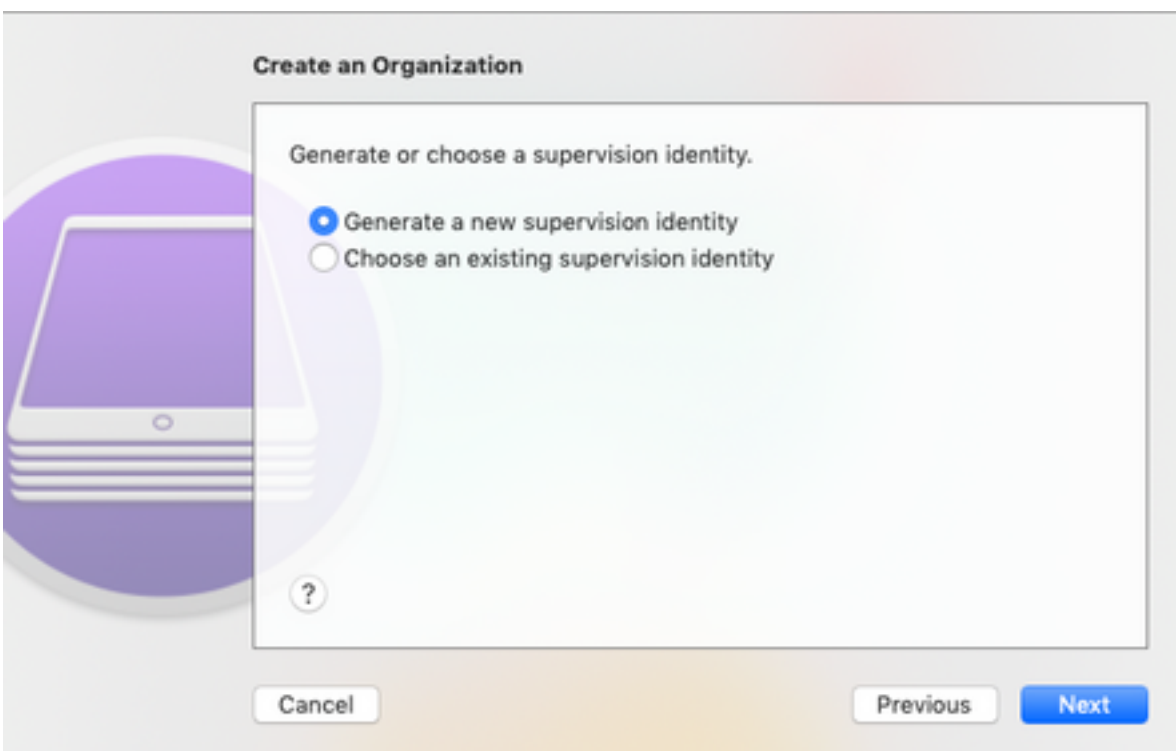 Create an Organization
Generate or choose a supervision identity.
Generate a new supervision identity
Choose an existing supervision identity
?
Cancel
Previous
Next